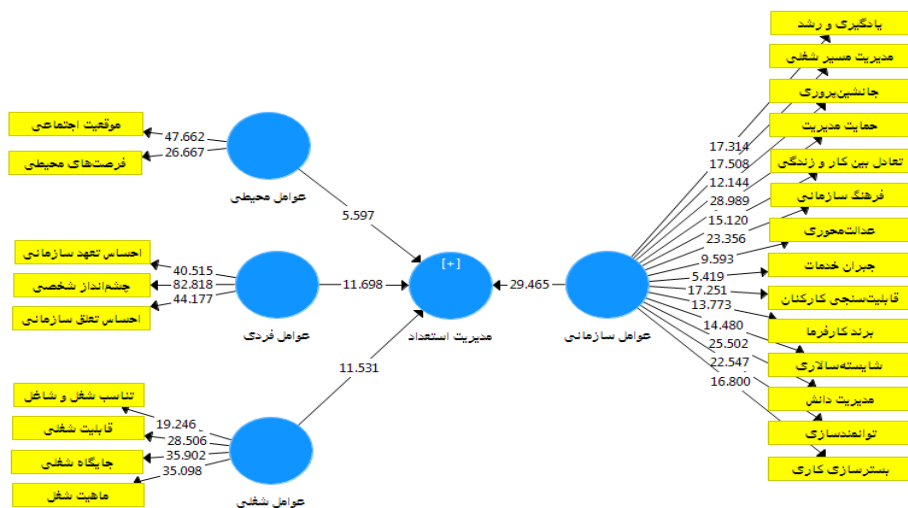 یادگیری و رشد
مدیریت مسیر شغلی
جانشین‌پروری
حمایت مدیریت
تعادل بین کار و زندگی
فرهنگ سازمانی
عدالت‌محوری
جبران خدمات
قابلیت‌سنجی کارکنان
برند کارفرما
شایسته‌سالاری
مدیریت دانش
توانمندسازی
بسترسازی کاری
17.314
17.508
12.144
28.989
15.120
23.356
9.593
5.419
17.251
13.773
14.480
25.502
22.547
16.800
عوامل سازمانی
29.465
[+]
مدیریت استعداد
5.597
11.698
11.531
عوامل محیطی
47.662
26.667
موقعیت اجتماعی
فرصت‌های محیطی
عوامل فردی
40.515
82.818
44.177
احساس تعهد سازمانی
چشم‌انداز شخصی
احساس تعلق سازمانی
عوامل شغلی
19.246
28.506
35.902
35.098
تناسب شغل و شاغل
قابلیت شغلی
جایگاه شغلی
ماهیت شغل